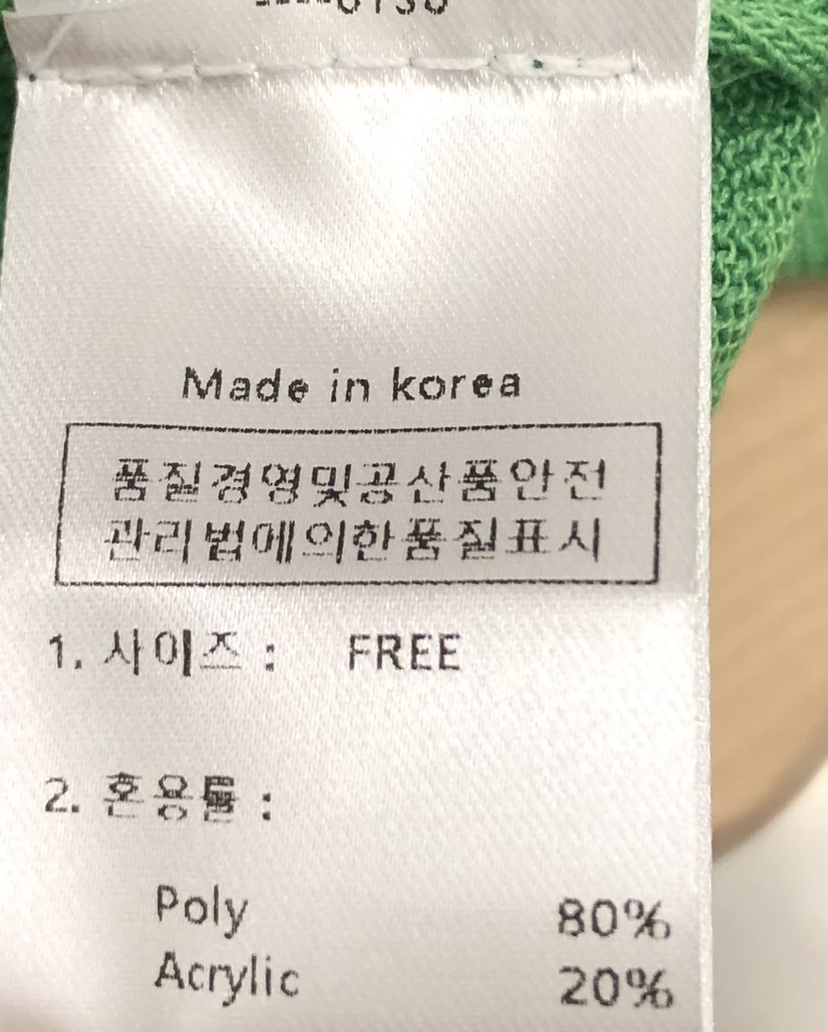 Made in korea
품질경영및공산품안전
관리법에의한품질표시
1. 사이즈 : FREE
2. 혼용률 :
Poly 80%
Acrylic 20%